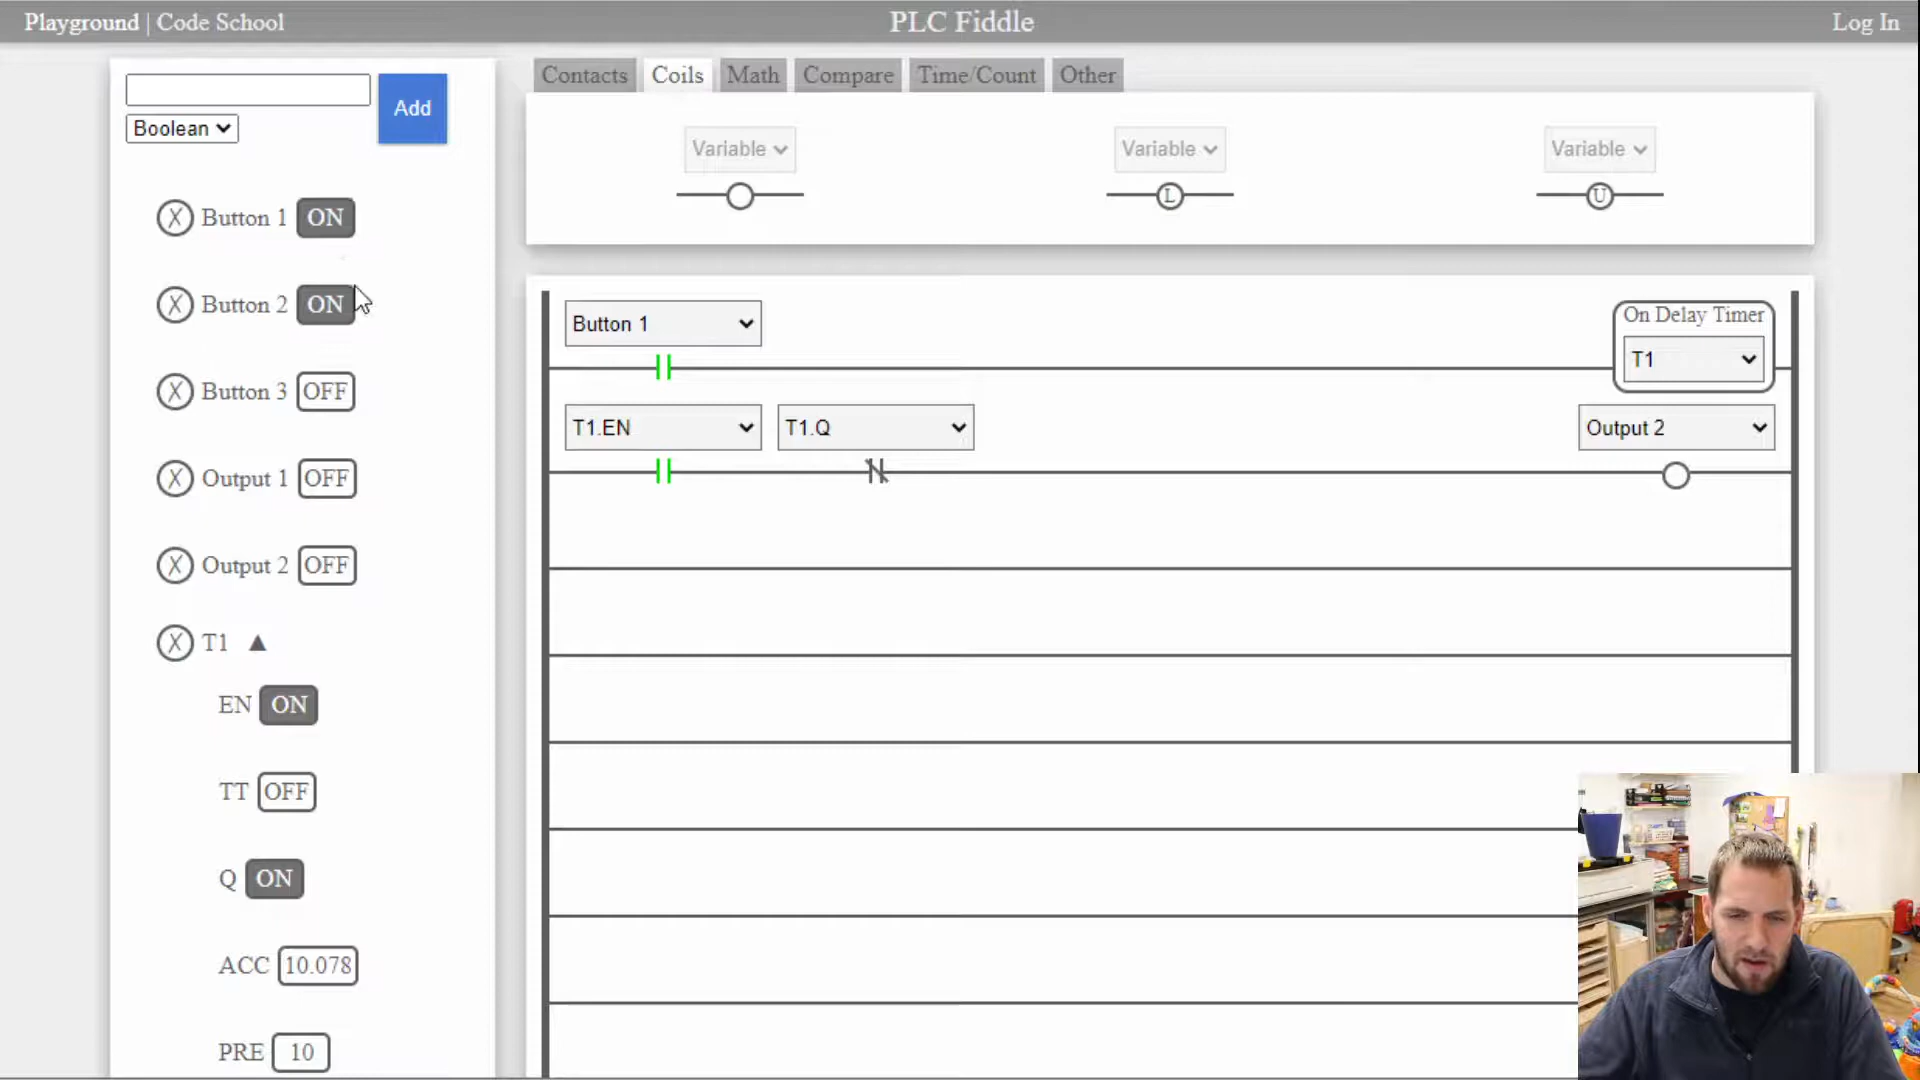 Playground | Code School
PLC Fiddle
Log In
Add
Boolean
X Button 1 ON
X Button 2 ON
X Button 3 OFF
X Output 1 OFF
X Output 2 OFF
X T1 ▲
EN ON
TT OFF
Q ON
ACC 10.078
PRE 10
Contacts Coils Math Compare Time/Count Other
Variable Variable Variable
L U
Button 1
On Delay Timer
T1
T1.EN T1.Q Output 2